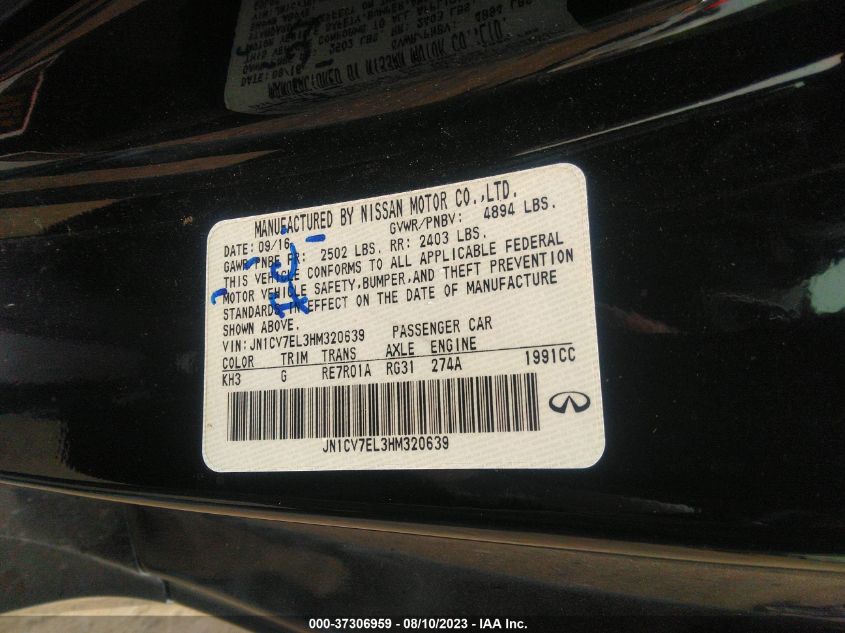 MANUFACTURED BY NISSAN MOTOR CO.,LTD.
DATE: 09/16 GVWR/PNBV: 4894 LBS.
GAWR/PNBE FR: 2502 LBS. RR: 2403 LBS.
THIS VEHICLE CONFORMS TO ALL APPLICABLE FEDERAL
MOTOR VEHICLE SAFETY,BUMPER,AND THEFT PREVENTION
STANDARDS IN EFFECT ON THE DATE OF MANUFACTURE
SHOWN ABOVE.
VIN:JN1CV7EL3HM320639 PASSENGER CAR
COLOR TRIM TRANS AXLE ENGINE
KH3 G RE7R01A RG31 274A 1991CC
JN1CV7EL3HM320639
000-37306959 - 08/10/2023 - IAA Inc.